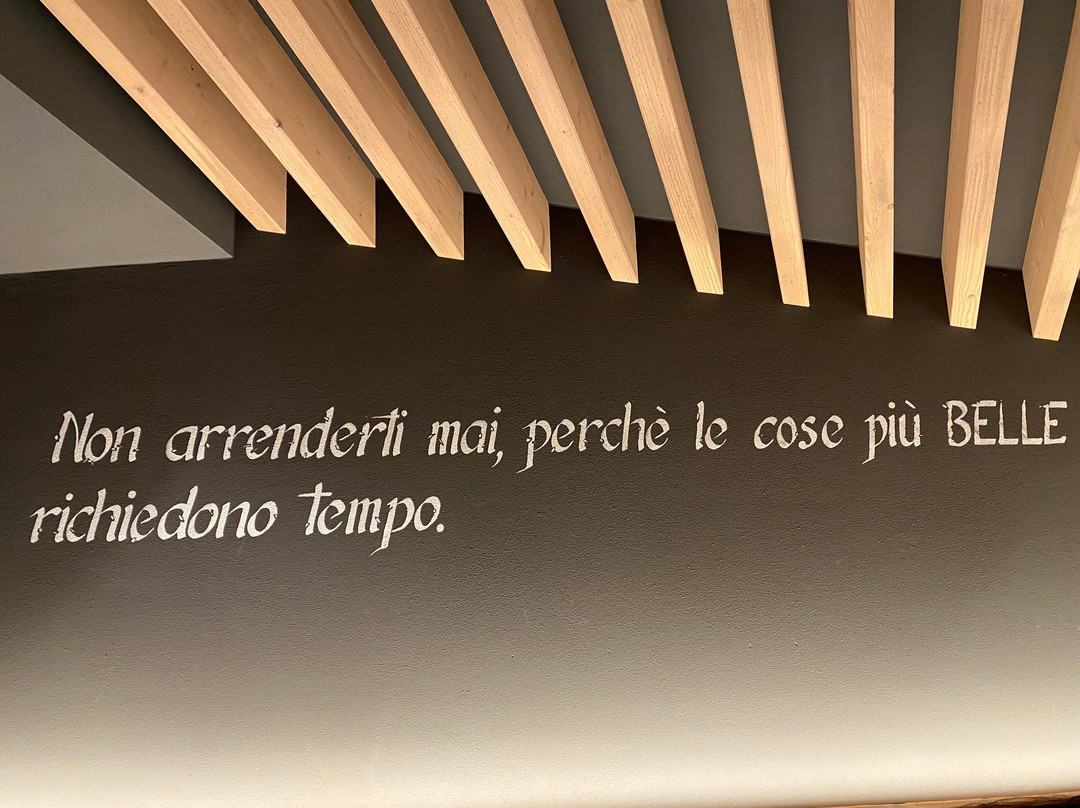 Non arrenderti mai, perchè le cose più BELLE
richiedono tempo.